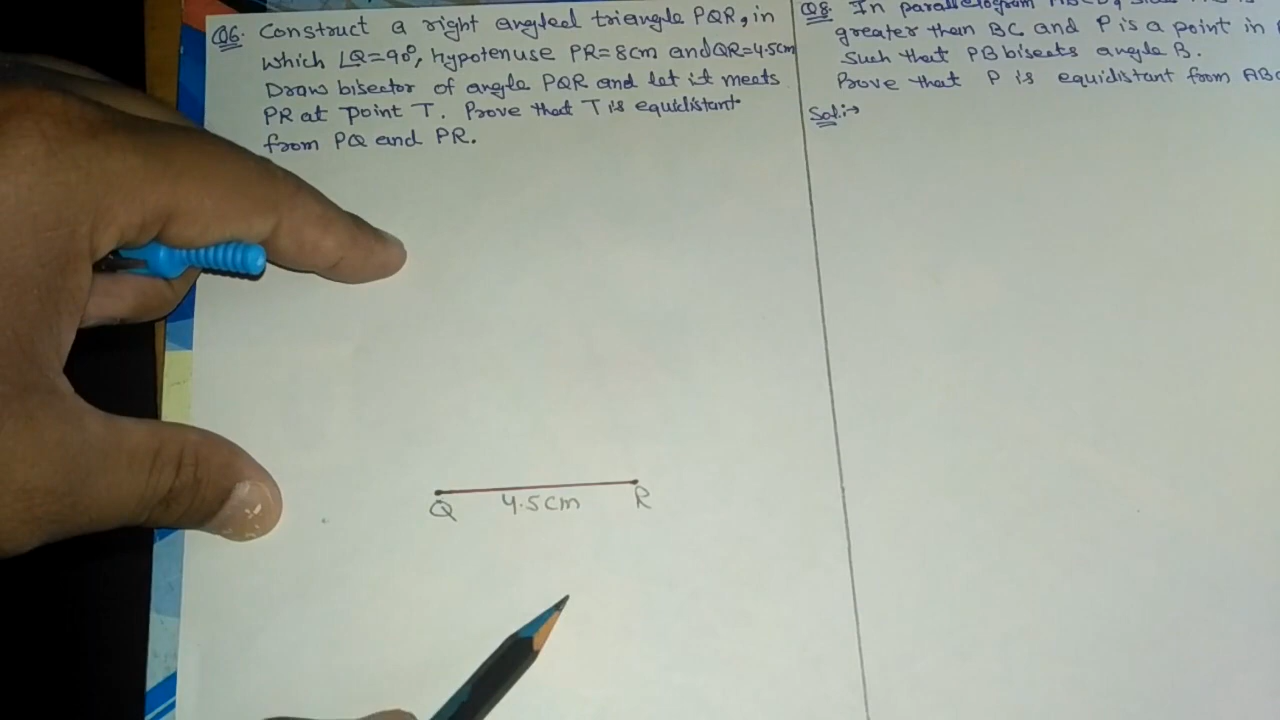 Q6. Construct a right angled triangle PQR, in
which ∠Q=90°, hypotenuse PR=8cm and QR=4.5cm
Draw bisector of angle PQR and let it meets
PR at point T. Prove that T is equidistant
from PQ and PR.
Q 4.5cm R
Q8. In parallelogram
greater than BC and P is a point in
Such that PB bisects angle B.
Prove that P is equidistant from AB
Sol:→